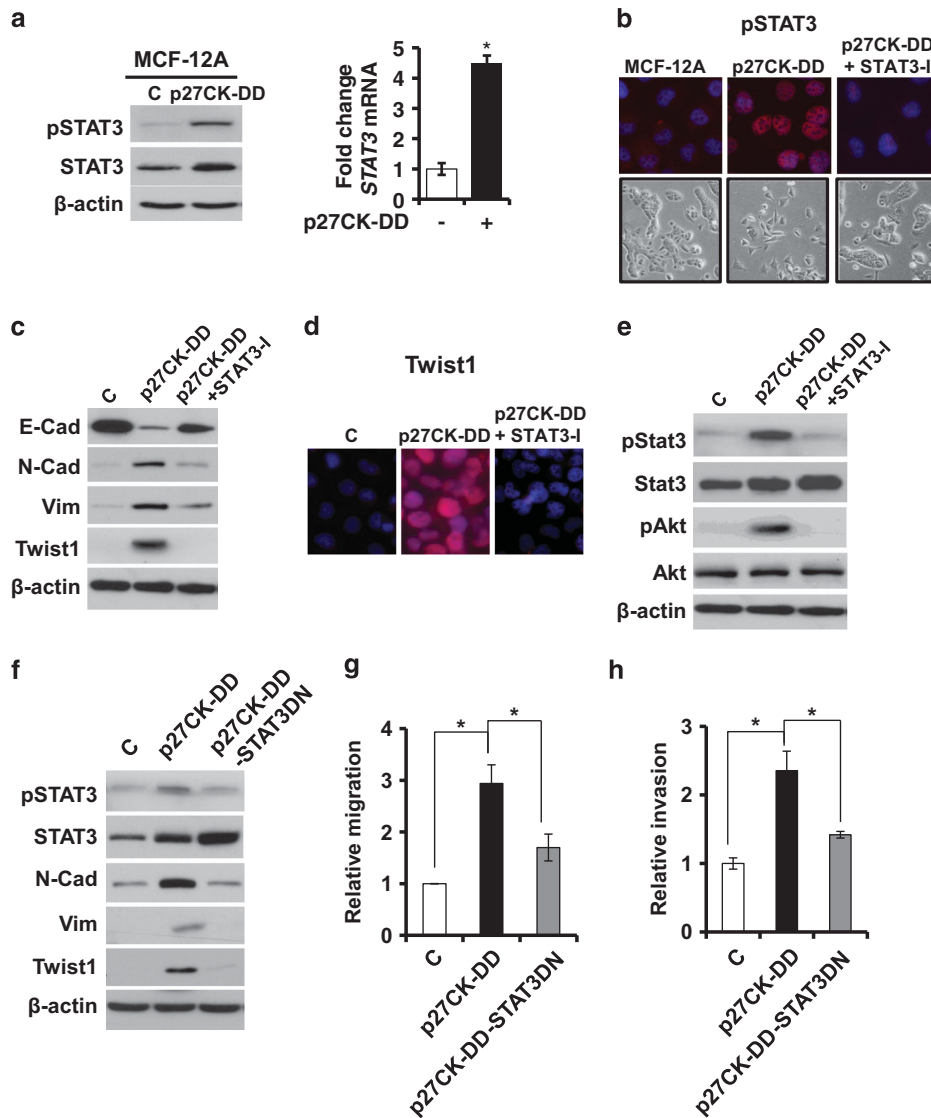 a
MCF-12A
C p27CK-DD
pSTAT3
STAT3
β-actin
Fold change
STAT3 mRNA
5
4
3
2
1
0
*
p27CK-DD - +
b
pSTAT3
MCF-12A p27CK-DD p27CK-DD
+ STAT3-I
c
C p27CK-DD p27CK-DD
+STAT3-I
E-Cad
N-Cad
Vim
Twist1
β-actin
d
Twist1
C p27CK-DD p27CK-DD
+ STAT3-I
e
C p27CK-DD p27CK-DD
+STAT3-I
pStat3
Stat3
pAkt
Akt
β-actin
f
C p27CK-DD p27CK-DD
-STAT3DN
pSTAT3
STAT3
N-Cad
Vim
Twist1
β-actin
g
Relative migration
4
3
2
1
0
* *
C p27CK-DD p27CK-DD-STAT3DN
h
Relative invasion
3
2
1
0
* *
C p27CK-DD p27CK-DD-STAT3DN